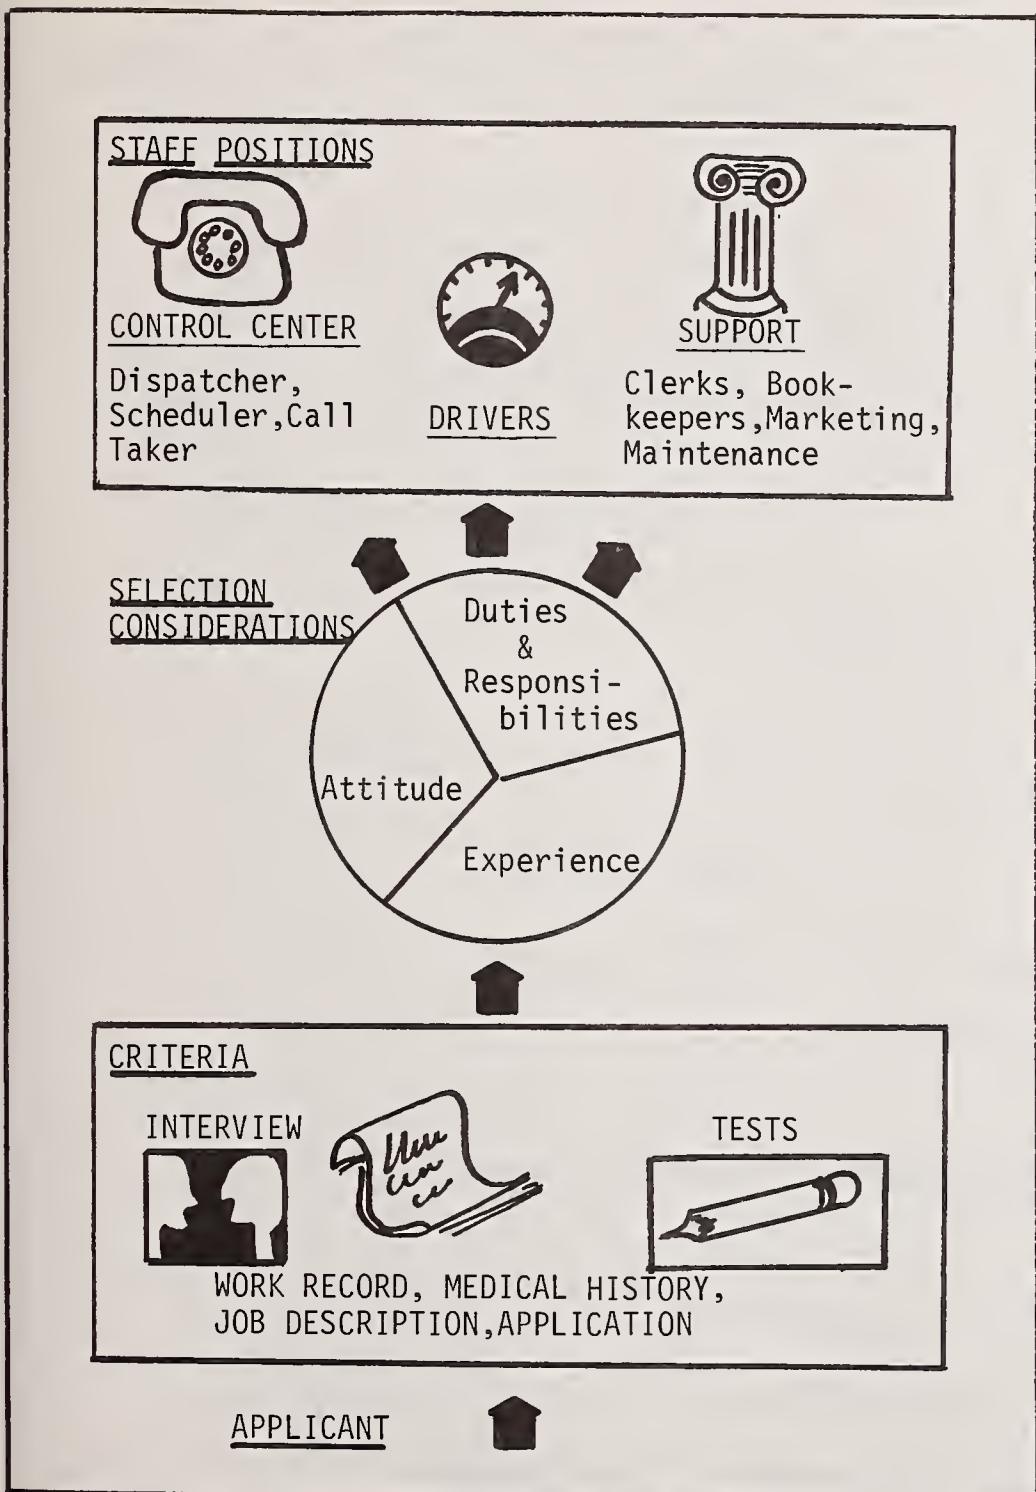 STAFF POSITIONS
CONTROL CENTER
Dispatcher,
Scheduler,Call
Taker
DRIVERS
SUPPORT
Clerks, Book-
keepers,Marketing,
Maintenance
SELECTION
CONSIDERATIONS
Duties
&
Responsi-
bilities
Attitude
Experience
CRITERIA
INTERVIEW
TESTS
WORK RECORD, MEDICAL HISTORY,
JOB DESCRIPTION,APPLICATION
APPLICANT